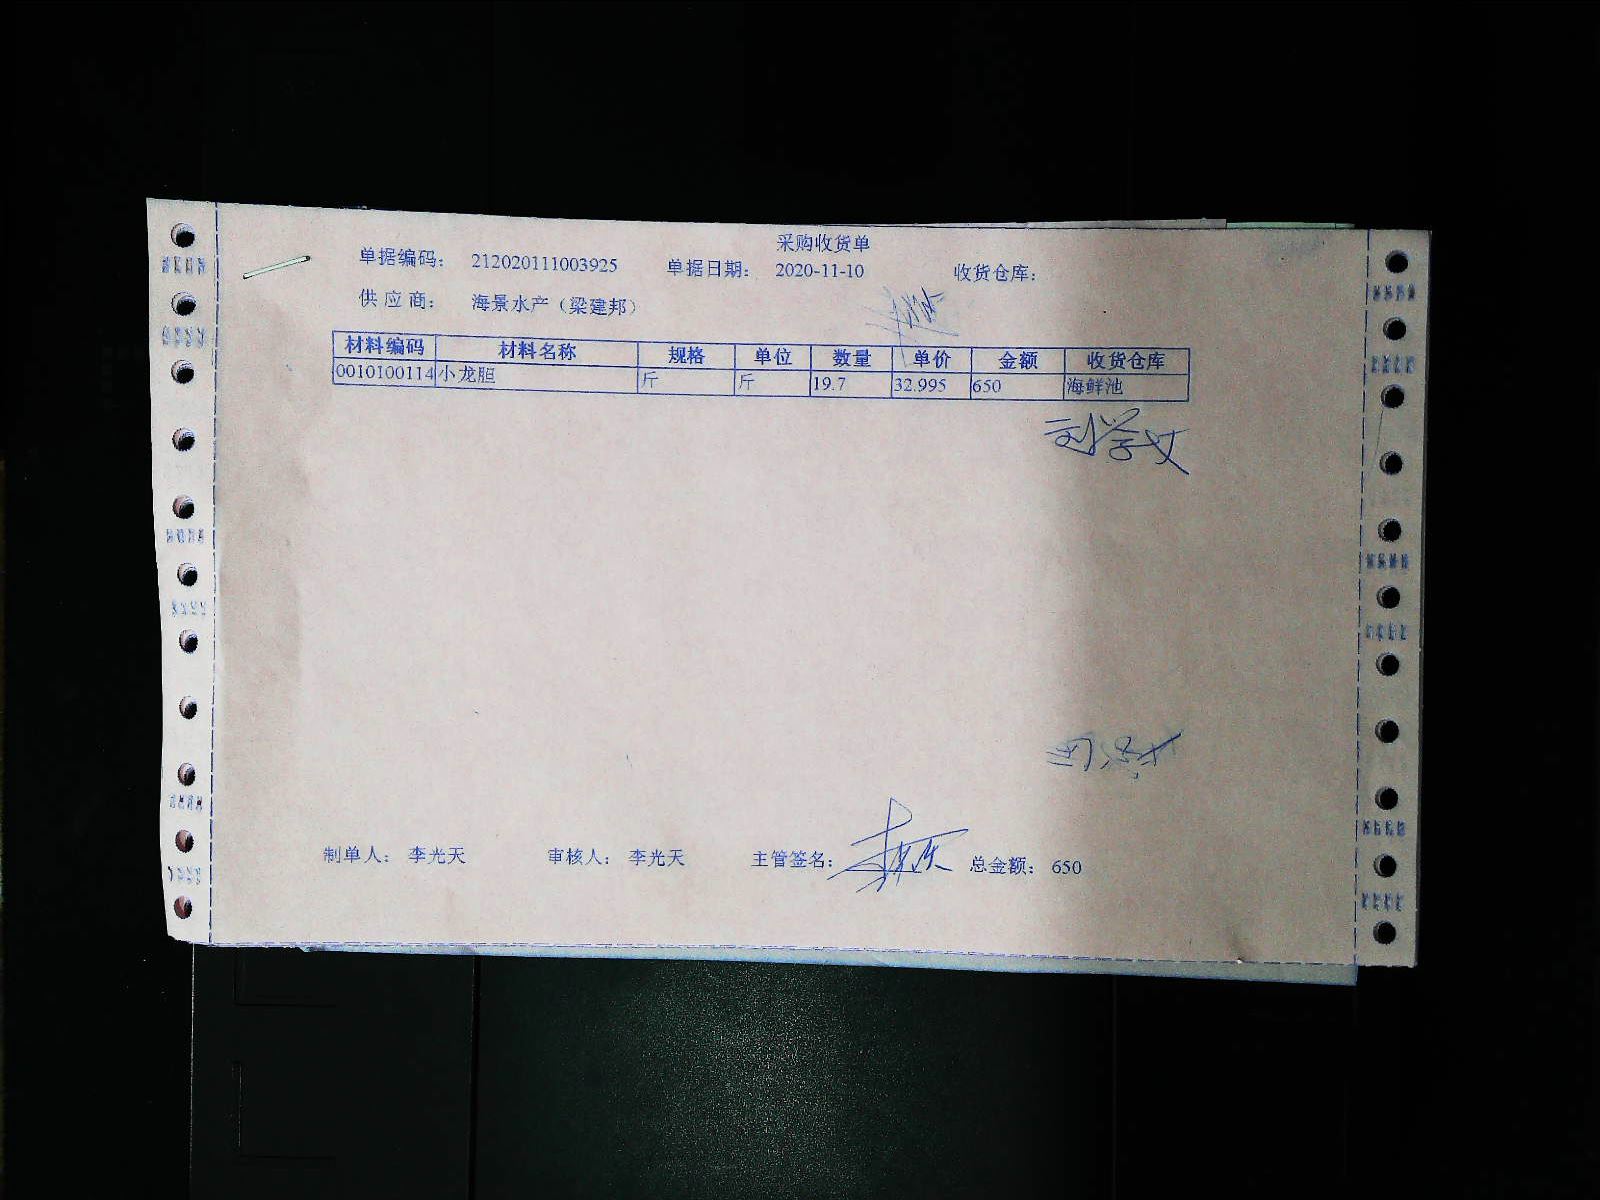 采购收货单
单据编码： 212020111003925 单据日期： 2020-11-10 收货仓库：
供 应 商： 海景水产（梁建邦）
材料编码 材料名称 规格 单位 数量 单价 金额 收货仓库
0010100114 小龙胆 斤 斤 19.7 32.995 650 海鲜池
制单人： 李光天 审核人： 李光天 主管签名： 总金额： 650